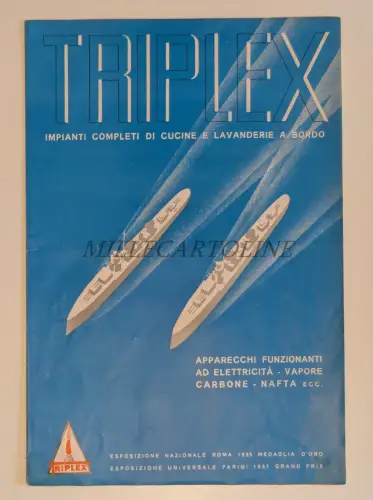 TRIPLEX
IMPIANTI COMPLETI DI CUCINE E LAVANDERIE A BORDO
MILLECARTOLINE
APPARECCHI FUNZIONANTI
AD ELETTRICITÀ - VAPORE
CARBONE - NAFTA ECC.
TRIPLEX
ESPOSIZIONE NAZIONALE ROMA 1935 MEDAGLIA D'ORO
ESPOSIZIONE UNIVERSALE PARIGI 1937 GRAND PRIX